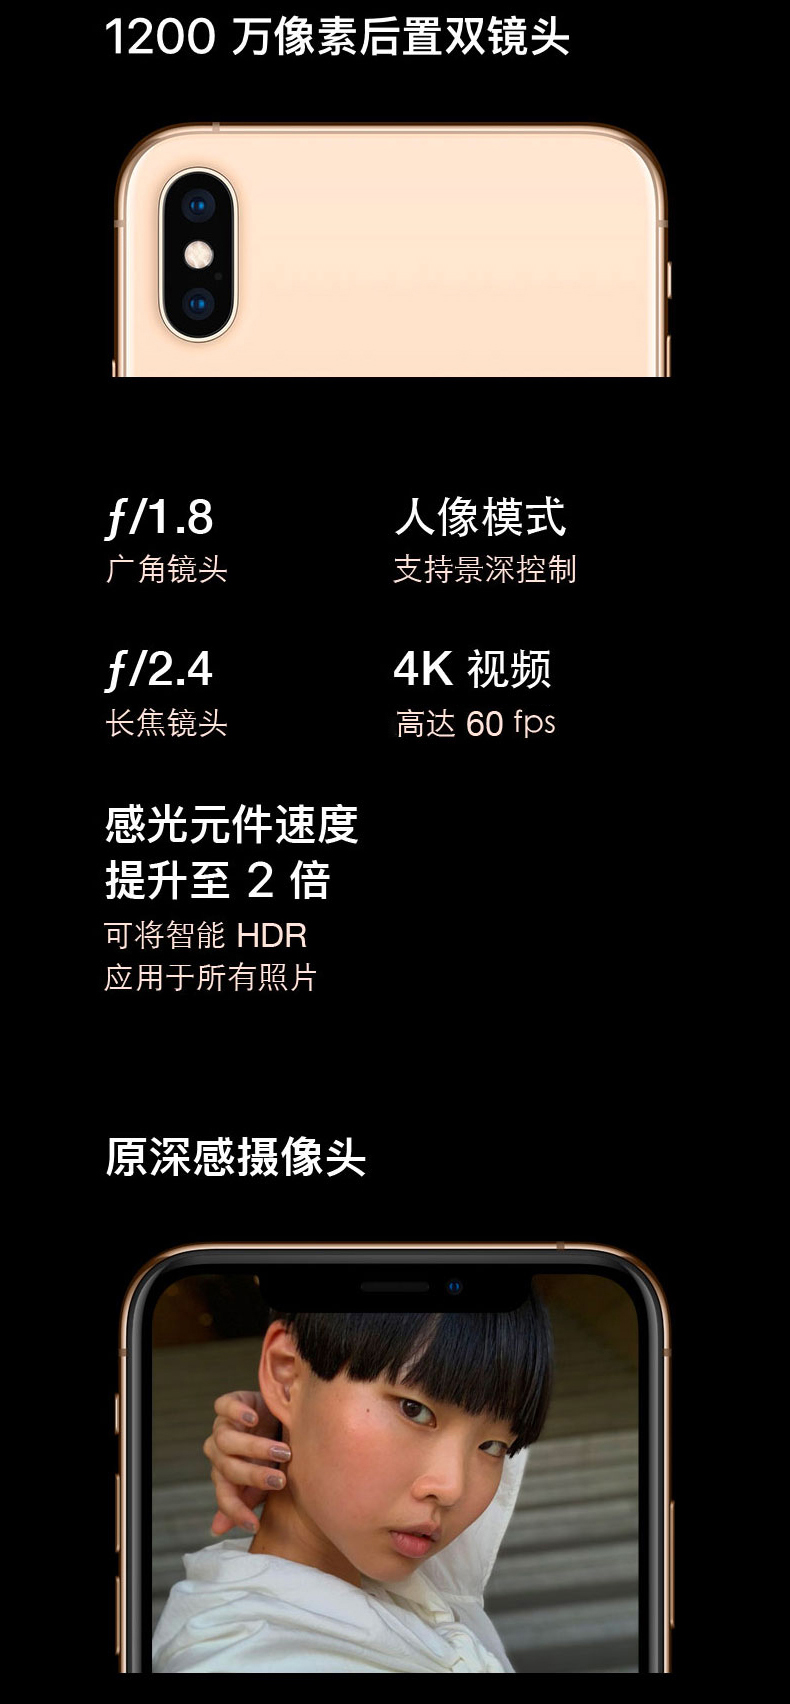 1200 万像素后置双镜头
ƒ/1.8
广角镜头
人像模式
支持景深控制
ƒ/2.4
长焦镜头
4K 视频
高达 60 fps
感光元件速度
提升至 2 倍
可将智能 HDR
应用于所有照片
原深感摄像头